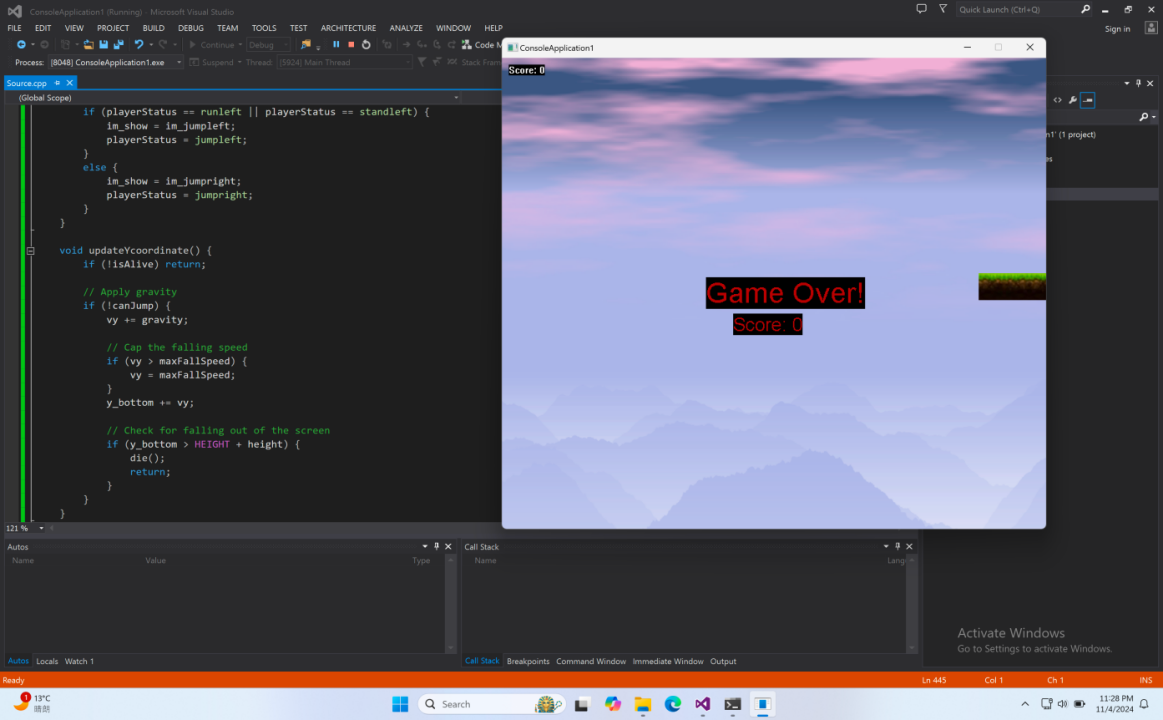 ConsoleApplication1 (Running) - Microsoft Visual Studio
Quick Launch (Ctrl+Q)
FILE EDIT VIEW PROJECT BUILD DEBUG TEAM TOOLS TEST ARCHITECTURE ANALYZE WINDOW HELP
Sign in
Continue Debug Code M
Process: [8048] ConsoleApplication1.exe Suspend Thread: [5924] Main Thread Stack Fram
Source.cpp
(Global Scope)
if (playerStatus == runleft || playerStatus == standleft) {
im_show = im_jumpleft;
playerStatus = jumpleft;
}
else {
im_show = im_jumpright;
playerStatus = jumpright;
}
}
void updateYcoordinate() {
if (!isAlive) return;
// Apply gravity
if (!canJump) {
vy += gravity;
// Cap the falling speed
if (vy > maxFallSpeed) {
vy = maxFallSpeed;
}
y_bottom += vy;
// Check for falling out of the screen
if (y_bottom > HEIGHT + height) {
die();
return;
}
}
}
121 %
ConsoleApplication1
Score: 0
Game Over!
Score: 0
n1' (1 project)
es
Autos
Name Value Type
Call Stack
Name Lang
Autos Locals Watch 1
Call Stack Breakpoints Command Window Immediate Window Output
Activate Windows
Go to Settings to activate Windows.
Ready
Ln 445 Col 1 Ch 1 INS
1
13°C
晴朗
Search
11:28 PM
11/4/2024